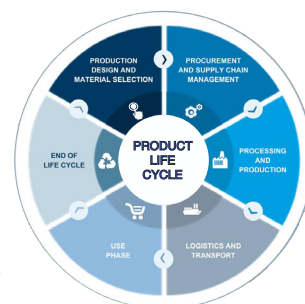 PRODUCTION
DESIGN AND
MATERIAL SELECTION
PROCUREMENT
AND SUPPLY CHAIN
MANAGEMENT
PROCESSING
AND
PRODUCTION
LOGISTICS AND
TRANSPORT
USE
PHASE
END OF
LIFE CYCLE
PRODUCT
LIFE
CYCLE